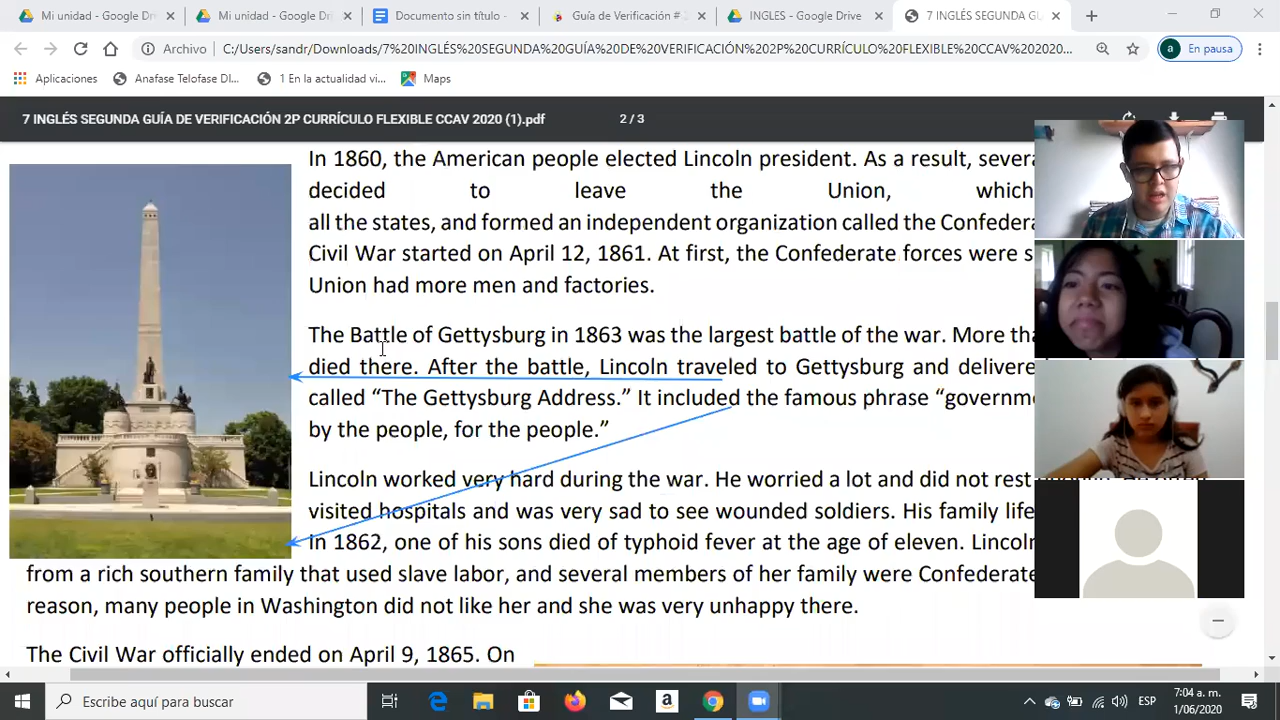 Mi unidad - Google Dri
Mi unidad - Google Dri
Documento sin título -
Guía de Verificación #
INGLES - Google Drive
7 INGLÉS SEGUNDA GU
Archivo
C:/Users/sandr/Downloads/7%20INGLÉS%20SEGUNDA%20GUÍA%20DE%20VERIFICACIÓN%202P%20CURRÍCULO%20FLEXIBLE%20CCAV%202020...
En pausa
Aplicaciones
Anafase Telofase DI...
1 En la actualidad vi...
Maps
7 INGLÉS SEGUNDA GUÍA DE VERIFICACIÓN 2P CURRÍCULO FLEXIBLE CCAV 2020 (1).pdf
2 / 3
In 1860, the American people elected Lincoln president. As a result, severa
decided to leave the Union, which
all the states, and formed an independent organization called the Confedera
Civil War started on April 12, 1861. At first, the Confederate forces were s
Union had more men and factories.
The Battle of Gettysburg in 1863 was the largest battle of the war. More tha
died there. After the battle, Lincoln traveled to Gettysburg and delivere
called “The Gettysburg Address.” It included the famous phrase “governme
by the people, for the people.”
Lincoln worked very hard during the war. He worried a lot and did not rest
visited hospitals and was very sad to see wounded soldiers. His family life
In 1862, one of his sons died of typhoid fever at the age of eleven. Lincoln
from a rich southern family that used slave labor, and several members of her family were Confederate
reason, many people in Washington did not like her and she was very unhappy there.
The Civil War officially ended on April 9, 1865. On
Escribe aquí para buscar
ESP
7:04 a. m.
1/06/2020